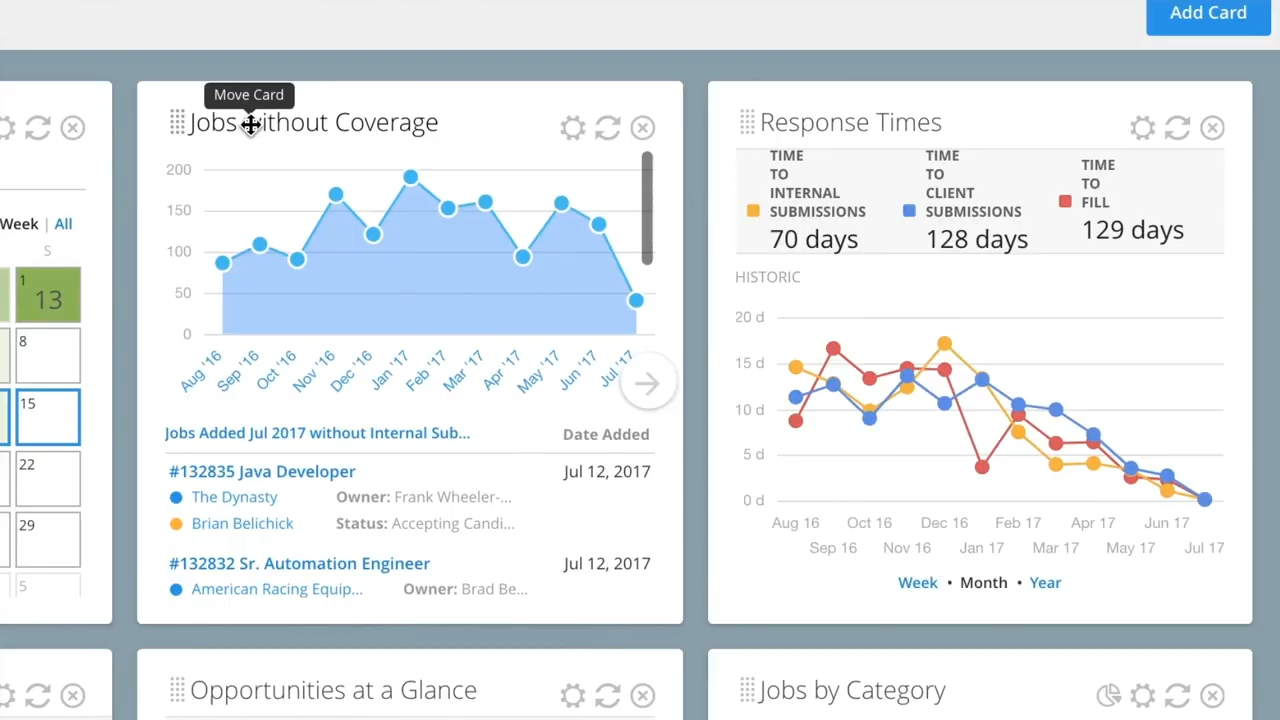 Add Card
Week | All
S
1
13
8
15
22
29
5
Move Card
Jobs without Coverage
200
150
100
50
0
Aug '16
Sep '16
Oct '16
Nov '16
Dec '16
Jan '17
Feb '17
Mar '17
Apr '17
May '17
Jun '17
Jul '17
Jobs Added Jul 2017 without Internal Sub... Date Added
#132835 Java Developer Jul 12, 2017
The Dynasty Owner: Frank Wheeler-...
Brian Belichick Status: Accepting Candi...
#132832 Sr. Automation Engineer Jul 12, 2017
American Racing Equip... Owner: Brad Be...
Response Times
TIME
TO
INTERNAL
SUBMISSIONS
70 days
TIME
TO
CLIENT
SUBMISSIONS
128 days
TIME
TO
FILL
129 days
HISTORIC
20 d
15 d
10 d
5 d
0 d
Aug 16
Sep 16
Oct 16
Nov 16
Dec 16
Jan 17
Feb 17
Mar 17
Apr 17
May 17
Jun 17
Jul 17
Week • Month • Year
Opportunities at a Glance
Jobs by Category